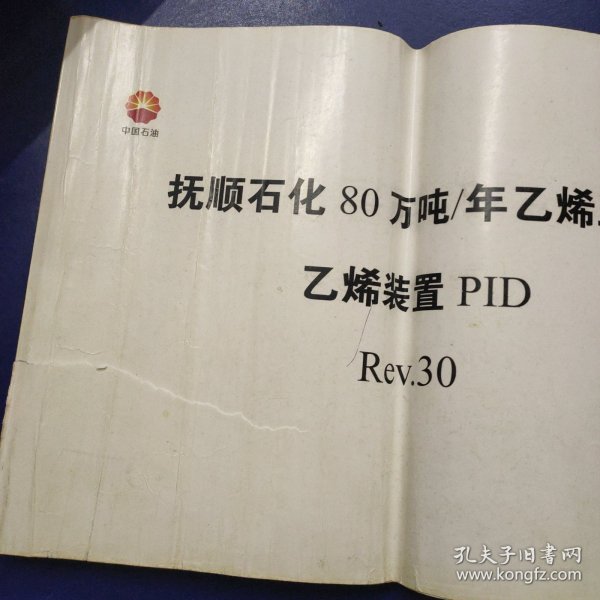 中国石油
抚顺石化 80 万吨/年乙烯
乙烯装置 PID
Rev.30
孔夫子旧书网
www.kongfz.com